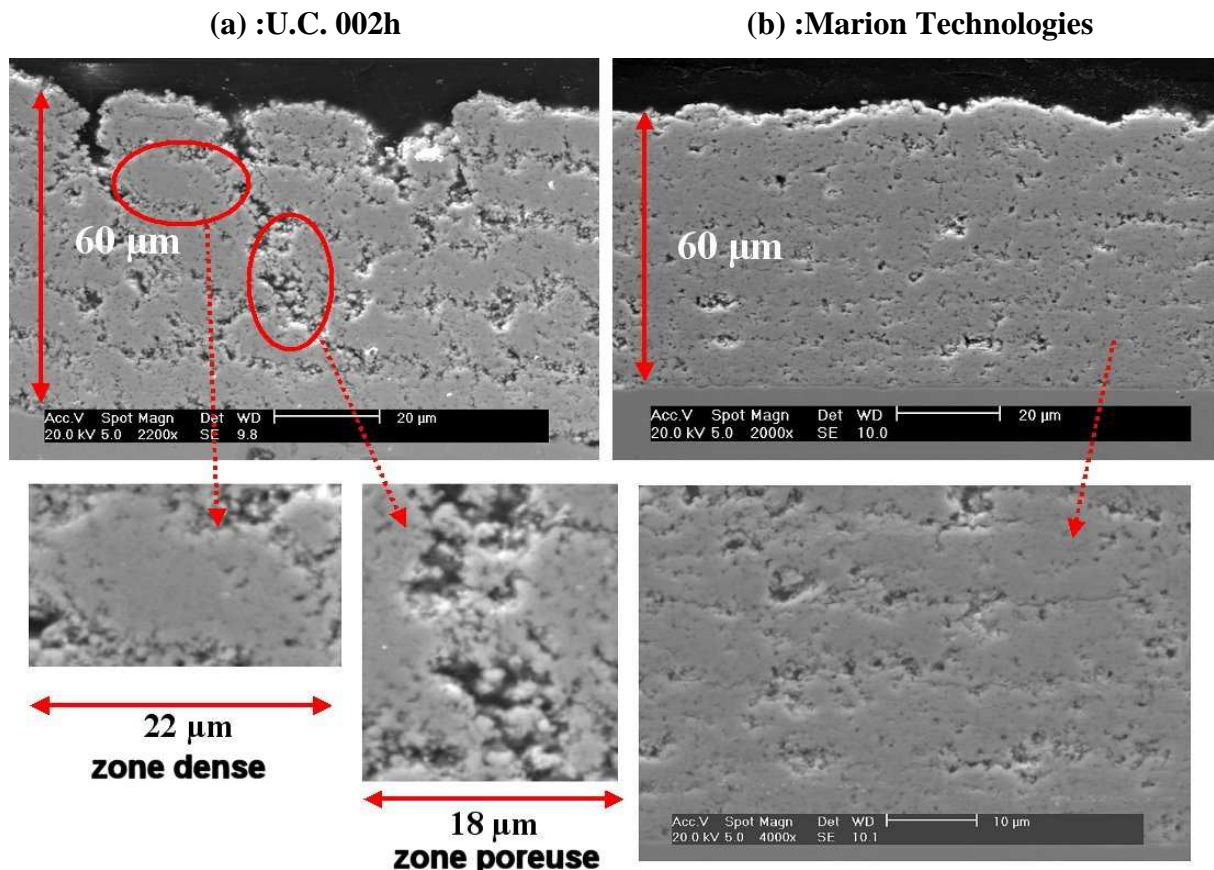 (a) :U.C. 002h
(b) :Marion Technologies
60 µm
60 µm
Acc.V Spot Magn Det WD 20 µm
20.0 kV 5.0 2200x SE 9.8
Acc.V Spot Magn Det WD 20 µm
20.0 kV 5.0 2000x SE 10.0
22 µm
zone dense
18 µm
zone poreuse
Acc.V Spot Magn Det WD 10 µm
20.0 kV 5.0 4000x SE 10.1